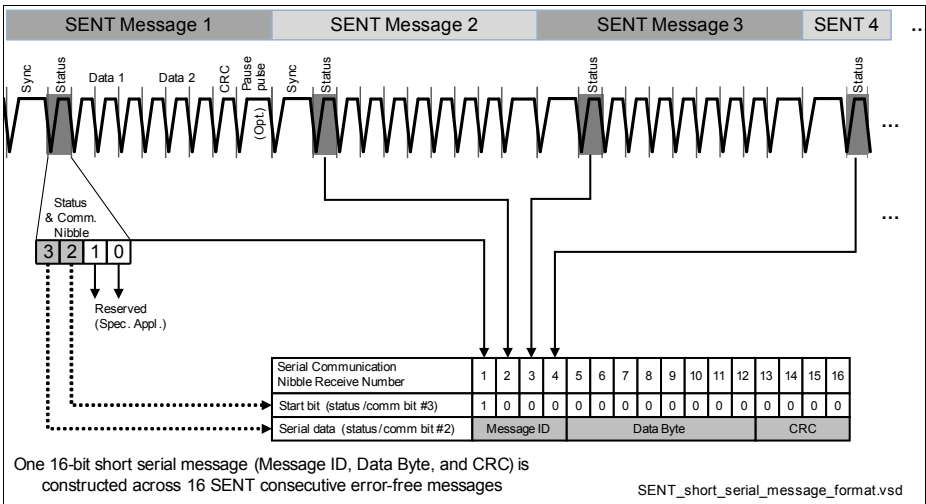 SENT Message 1 SENT Message 2 SENT Message 3 SENT 4 ...
Sync Status Data 1 Data 2 CRC Pause pulse (Opt.) Sync Status Status Status
...
...
Status
& Comm.
Nibble
3 2 1 0
Reserved
(Spec. Appl.)
Serial Communication
Nibble Receive Number
1 2 3 4 5 6 7 8 9 10 11 12 13 14 15 16
Start bit (status/comm bit #3) 1 0 0 0 0 0 0 0 0 0 0 0 0 0 0 0
Serial data (status/comm bit #2) Message ID Data Byte CRC
One 16-bit short serial message (Message ID, Data Byte, and CRC) is
constructed across 16 SENT consecutive error-free messages
SENT_short_serial_message_format.vsd